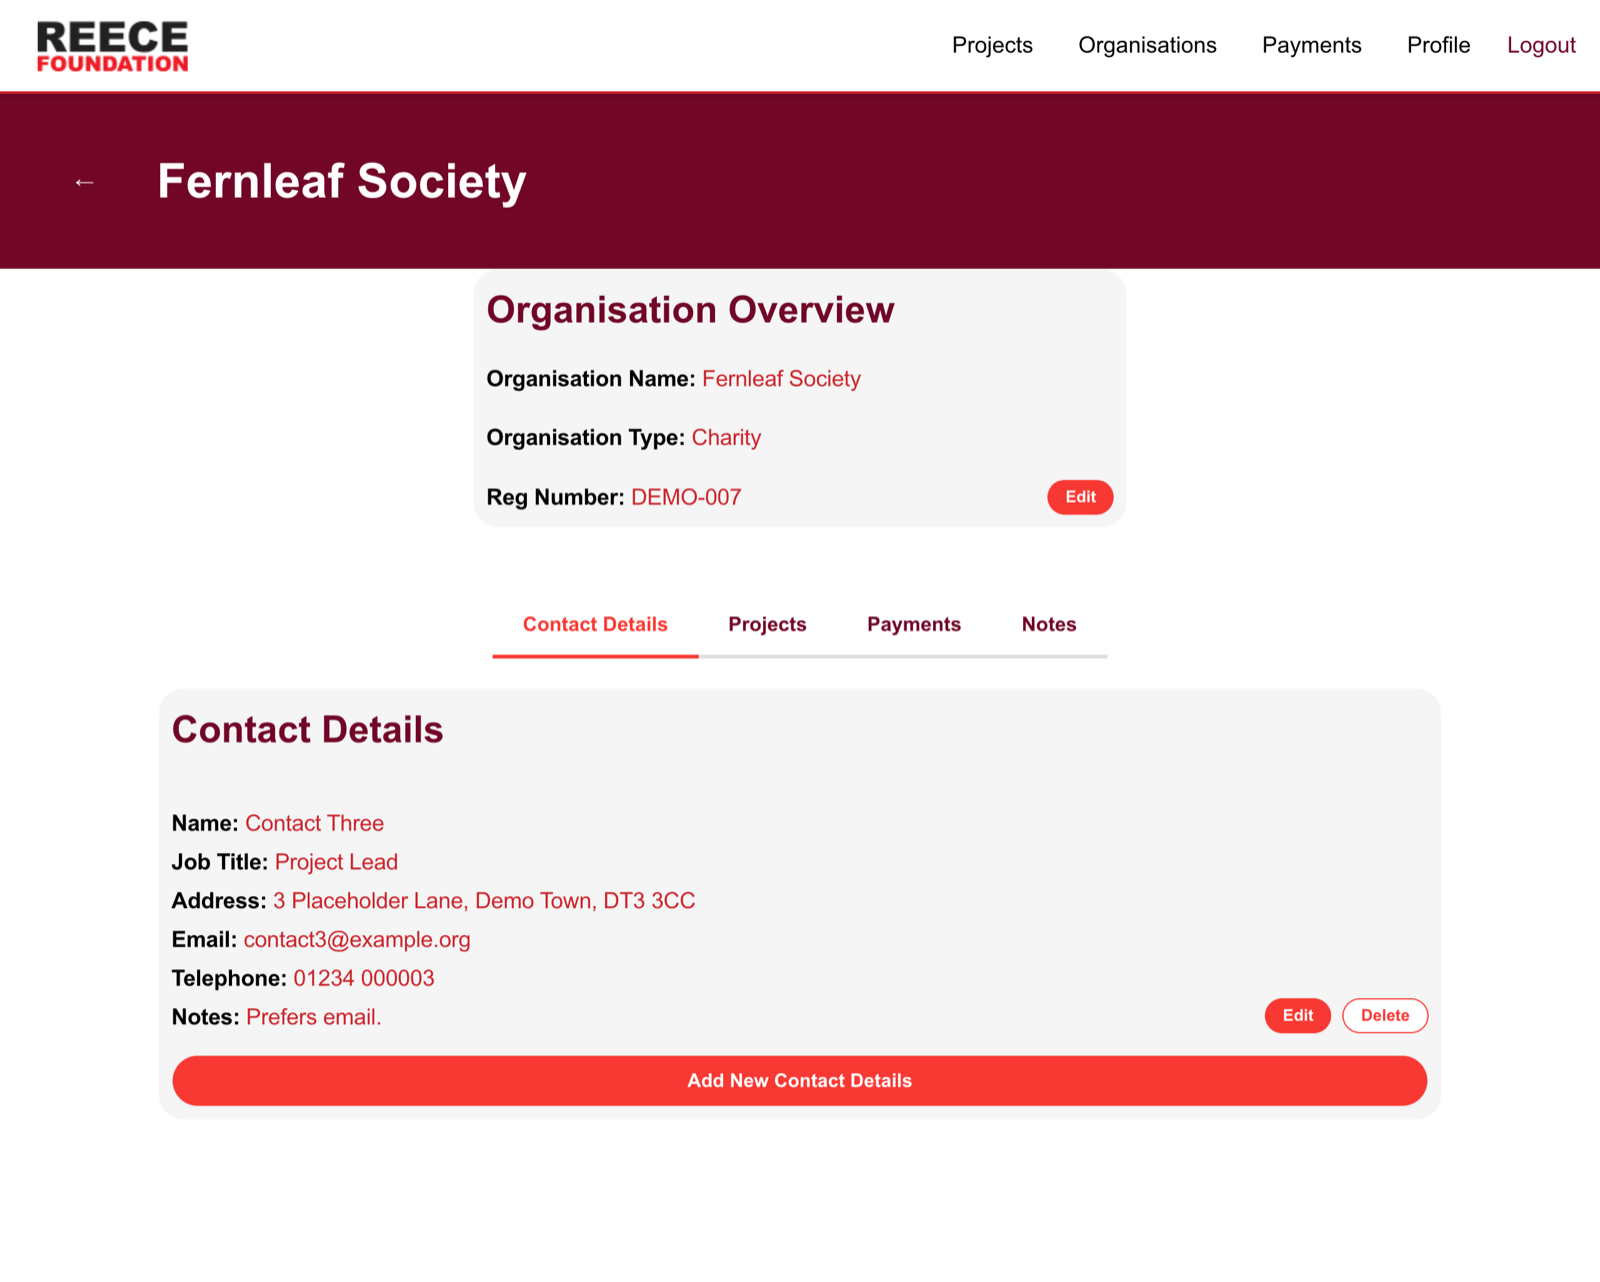 REECE
FOUNDATION
Projects Organisations Payments Profile Logout
← Fernleaf Society
Organisation Overview
Organisation Name: Fernleaf Society
Organisation Type: Charity
Reg Number: DEMO-007
Edit
Contact Details Projects Payments Notes
Contact Details
Name: Contact Three
Job Title: Project Lead
Address: 3 Placeholder Lane, Demo Town, DT3 3CC
Email: contact3@example.org
Telephone: 01234 000003
Notes: Prefers email.
Edit Delete
Add New Contact Details